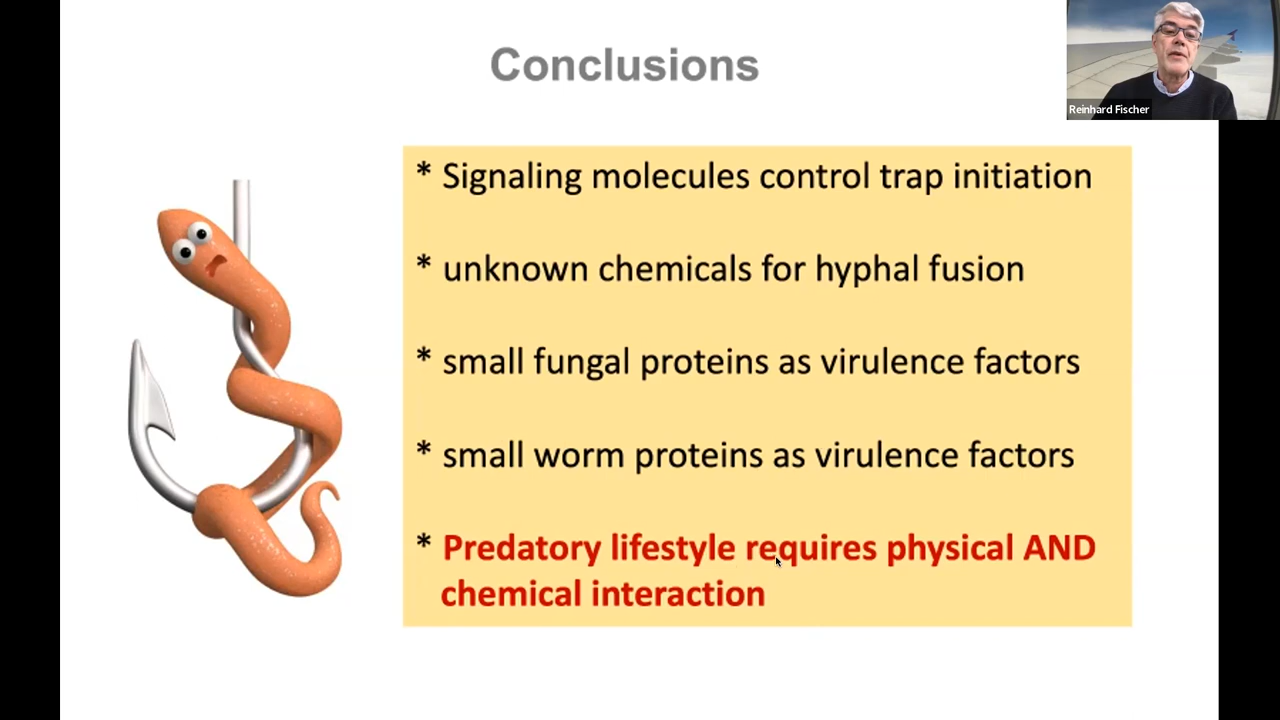 Conclusions
Reinhard Fischer
* Signaling molecules control trap initiation
* unknown chemicals for hyphal fusion
* small fungal proteins as virulence factors
* small worm proteins as virulence factors
* Predatory lifestyle requires physical AND
chemical interaction